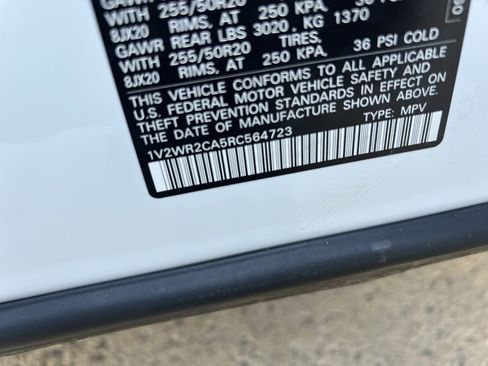 WITH 255/50R20
8JX20 RIMS, AT 250 KPA,
GAWR REAR LBS 3020, KG 1370
WITH 255/50R20 TIRES,
8JX20 RIMS, AT 250 KPA, 36 PSI COLD
THIS VEHICLE CONFORMS TO ALL APPLICABLE
U.S. FEDERAL MOTOR VEHICLE SAFETY AND
THEFT PREVENTION STANDARDS IN EFFECT ON
THE DATE OF MANUFACTURE SHOWN ABOVE.
1V2WR2CA5RC564723 TYPE: MPV